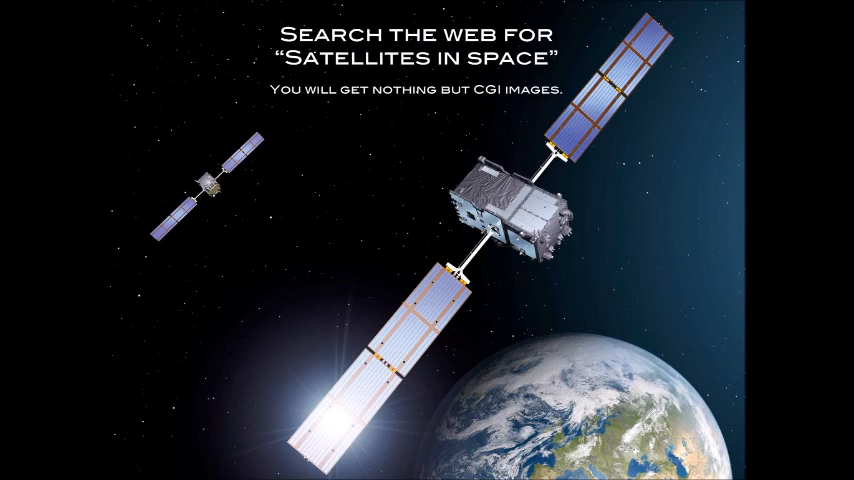 Search the web for
“Satellites in space”
You will get nothing but CGI images.